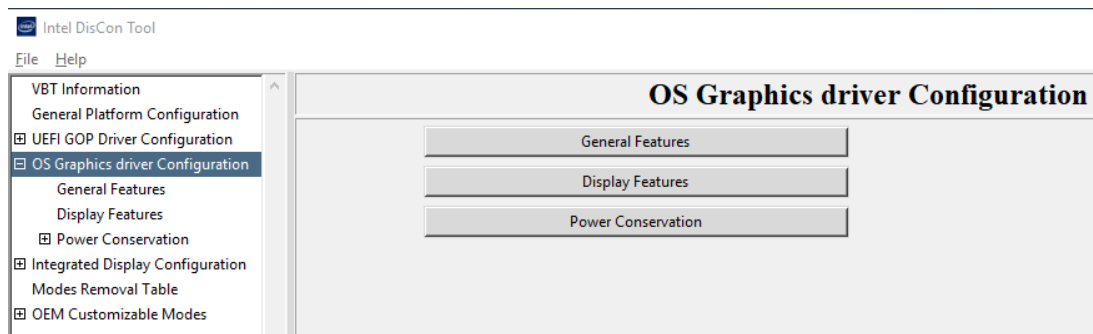 Intel DisCon Tool
File Help
VBT Information
General Platform Configuration
UEFI GOP Driver Configuration
OS Graphics driver Configuration
General Features
Display Features
Power Conservation
Integrated Display Configuration
Modes Removal Table
OEM Customizable Modes
OS Graphics driver Configuration
General Features
Display Features
Power Conservation